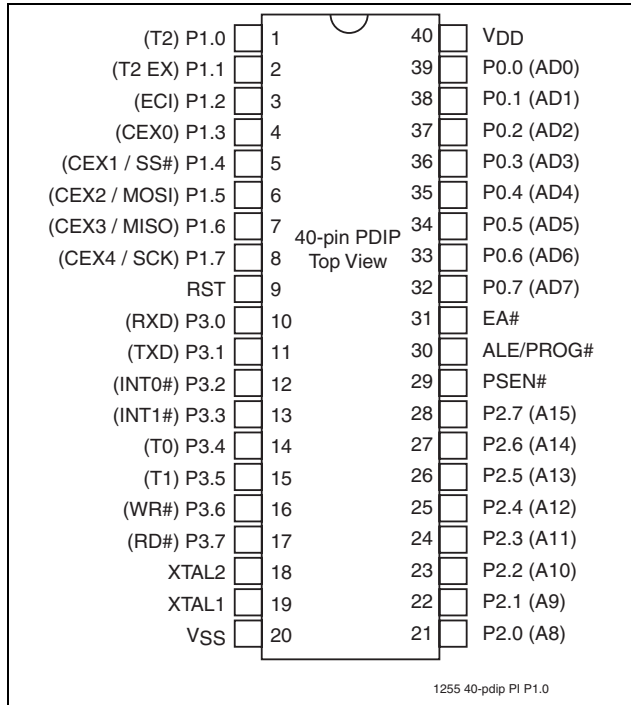 (T2) P1.0 1 40 VDD
(T2 EX) P1.1 2 39 P0.0 (AD0)
(ECI) P1.2 3 38 P0.1 (AD1)
(CEX0) P1.3 4 37 P0.2 (AD2)
(CEX1 / SS#) P1.4 5 36 P0.3 (AD3)
(CEX2 / MOSI) P1.5 6 35 P0.4 (AD4)
(CEX3 / MISO) P1.6 7 34 P0.5 (AD5)
40-pin PDIP
(CEX4 / SCK) P1.7 8 Top View 33 P0.6 (AD6)
RST 9 32 P0.7 (AD7)
(RXD) P3.0 10 31 EA#
(TXD) P3.1 11 30 ALE/PROG#
(INT0#) P3.2 12 29 PSEN#
(INT1#) P3.3 13 28 P2.7 (A15)
(T0) P3.4 14 27 P2.6 (A14)
(T1) P3.5 15 26 P2.5 (A13)
(WR#) P3.6 16 25 P2.4 (A12)
(RD#) P3.7 17 24 P2.3 (A11)
XTAL2 18 23 P2.2 (A10)
XTAL1 19 22 P2.1 (A9)
VSS 20 21 P2.0 (A8)
1255 40-pdip PI P1.0